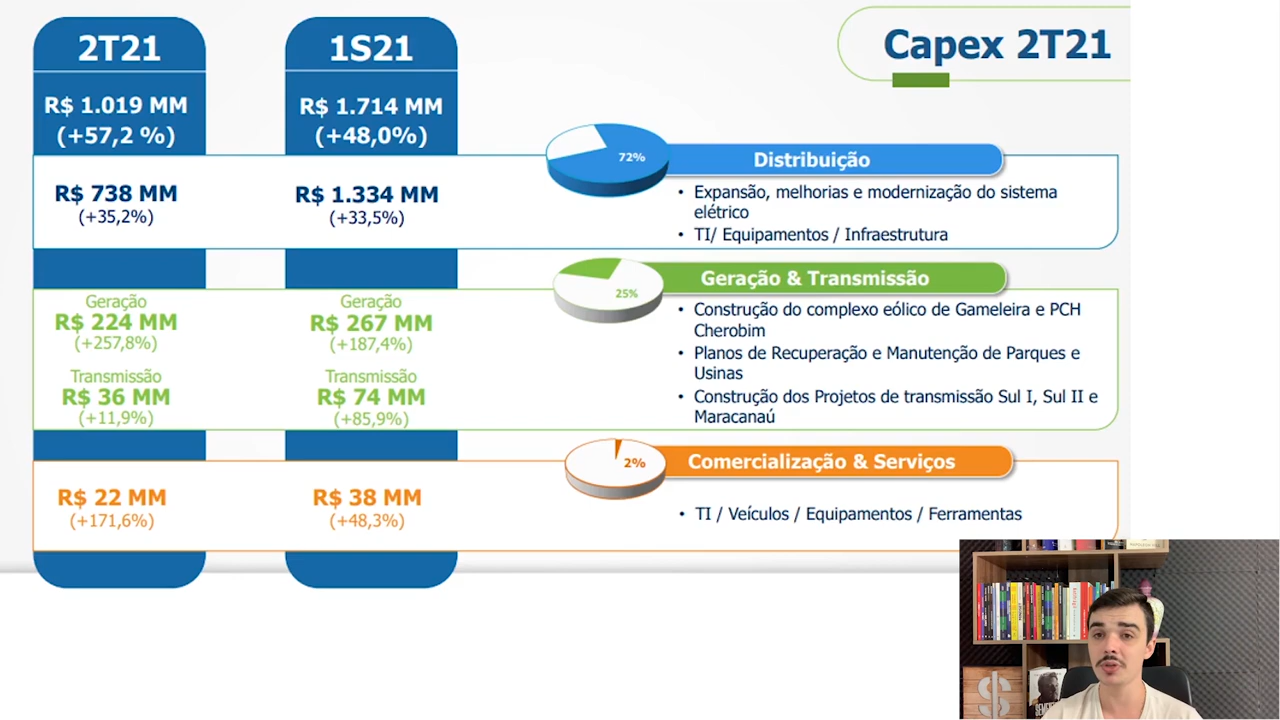 2T21
1S21
Capex 2T21
R$ 1.019 MM
(+57,2 %)
R$ 1.714 MM
(+48,0%)
72%
Distribuição
R$ 738 MM
(+35,2%)
R$ 1.334 MM
(+33,5%)
• Expansão, melhorias e modernização do sistema
elétrico
• TI/ Equipamentos / Infraestrutura
25%
Geração & Transmissão
Geração
R$ 224 MM
(+257,8%)
Geração
R$ 267 MM
(+187,4%)
Transmissão
R$ 36 MM
(+11,9%)
Transmissão
R$ 74 MM
(+85,9%)
• Construção do complexo eólico de Gameleira e PCH
Cherobim
• Planos de Recuperação e Manutenção de Parques e
Usinas
• Construção dos Projetos de transmissão Sul I, Sul II e
Maracanaú
2%
Comercialização & Serviços
R$ 22 MM
(+171,6%)
R$ 38 MM
(+48,3%)
• TI / Veículos / Equipamentos / Ferramentas
$